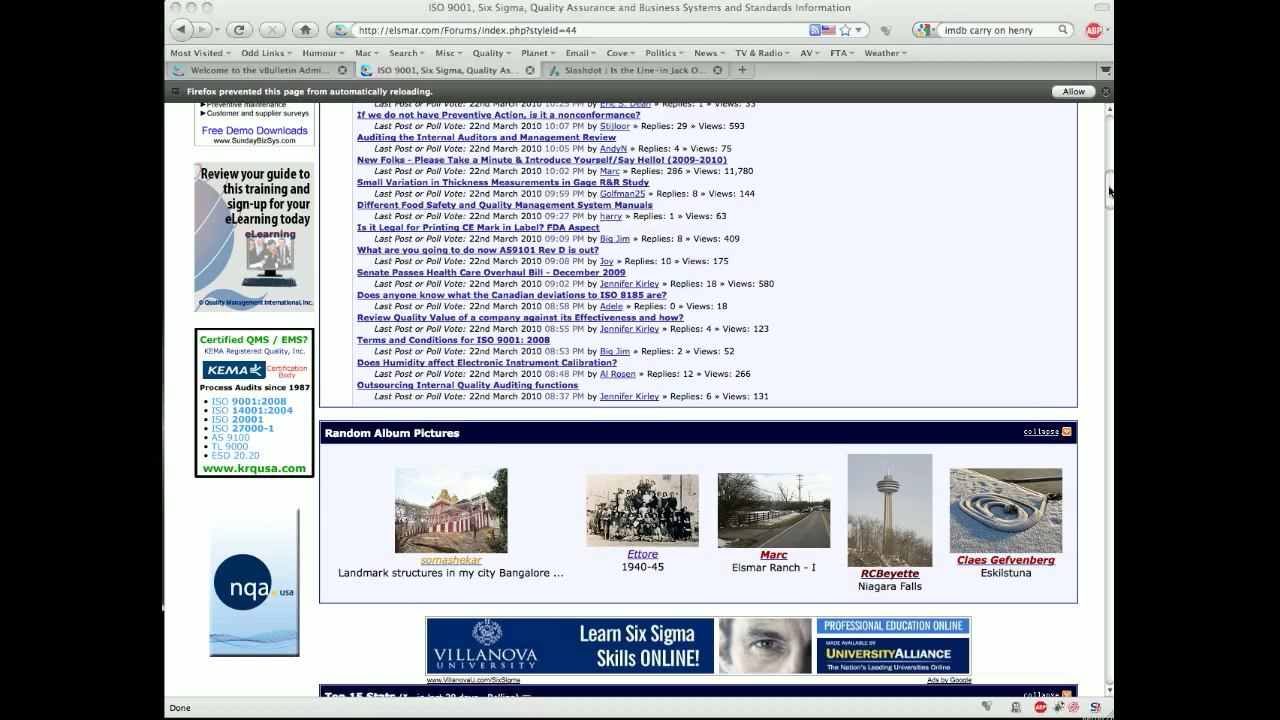 ISO 9001, Six Sigma, Quality Assurance and Business Systems and Standards Information
http://elsmar.com/Forums/index.php?styleid=44
imdb carry on henry
ABP
Most Visited Odd Links Humour Mac Search Misc Quality Planet Email Cove Politics News TV & Radio AV FTA Weather
Welcome to the vBulletin Admi... ISO 9001, Six Sigma, Quality As... Slashdot | Is the Line-in Jack O...
Firefox prevented this page from automatically reloading. Allow
Preventive maintenance
Customer and supplier surveys
Free Demo Downloads
www.SundayBizSys.com
Review your guide to this training and sign-up for your eLearning today
eLearning
© Quality Management International, Inc.
Certified QMS / EMS?
KEMA Registered Quality, Inc.
KEMA Certification Body
Process Audits since 1987
ISO 9001:2008
ISO 14001:2004
ISO 20001
ISO 27000-1
AS 9100
TL 9000
ESD 20.20
www.krqusa.com
nqa.usa
Last Post or Poll Vote: 22nd March 2010 10:25 PM by Eric S. Dean » Replies: 1 » Views: 33
If we do not have Preventive Action, is it a nonconformance?
Last Post or Poll Vote: 22nd March 2010 10:07 PM by Stijloor » Replies: 29 » Views: 593
Auditing the Internal Auditors and Management Review
Last Post or Poll Vote: 22nd March 2010 10:05 PM by AndyN » Replies: 4 » Views: 75
New Folks - Please Take a Minute & Introduce Yourself/Say Hello! (2009-2010)
Last Post or Poll Vote: 22nd March 2010 10:02 PM by Marc » Replies: 286 » Views: 11,780
Small Variation in Thickness Measurements in Gage R&R Study
Last Post or Poll Vote: 22nd March 2010 09:59 PM by Golfman25 » Replies: 8 » Views: 144
Different Food Safety and Quality Management System Manuals
Last Post or Poll Vote: 22nd March 2010 09:27 PM by harry » Replies: 1 » Views: 63
Is it Legal for Printing CE Mark in Label? FDA Aspect
Last Post or Poll Vote: 22nd March 2010 09:09 PM by Big Jim » Replies: 8 » Views: 409
What are you going to do now AS9101 Rev D is out?
Last Post or Poll Vote: 22nd March 2010 09:08 PM by Joy » Replies: 10 » Views: 175
Senate Passes Health Care Overhaul Bill - December 2009
Last Post or Poll Vote: 22nd March 2010 09:02 PM by Jennifer Kirley » Replies: 18 » Views: 580
Does anyone know what the Canadian deviations to ISO 8185 are?
Last Post or Poll Vote: 22nd March 2010 08:58 PM by Adele » Replies: 0 » Views: 18
Review Quality Value of a company against its Effectiveness and how?
Last Post or Poll Vote: 22nd March 2010 08:55 PM by Jennifer Kirley » Replies: 4 » Views: 123
Terms and Conditions for ISO 9001: 2008
Last Post or Poll Vote: 22nd March 2010 08:53 PM by Big Jim » Replies: 2 » Views: 52
Does Humidity affect Electronic Instrument Calibration?
Last Post or Poll Vote: 22nd March 2010 08:48 PM by Al Rosen » Replies: 12 » Views: 266
Outsourcing Internal Quality Auditing functions
Last Post or Poll Vote: 22nd March 2010 08:37 PM by Jennifer Kirley » Replies: 6 » Views: 131
Random Album Pictures collapse
somashekar
Landmark structures in my city Bangalore ...
Ettore
1940-45
Marc
Elsmar Ranch - I
RCBeyette
Niagara Falls
Claes Gefvenberg
Eskilstuna
VILLANOVA UNIVERSITY
Learn Six Sigma Skills ONLINE!
PROFESSIONAL EDUCATION ONLINE
MADE AVAILABLE BY
UNIVERSITYALLIANCE
The Nation's Leading Universities Online
www.VillanovaU.com/SixSigma Ads by Google
Top 15 Stats collapse
Done ABP